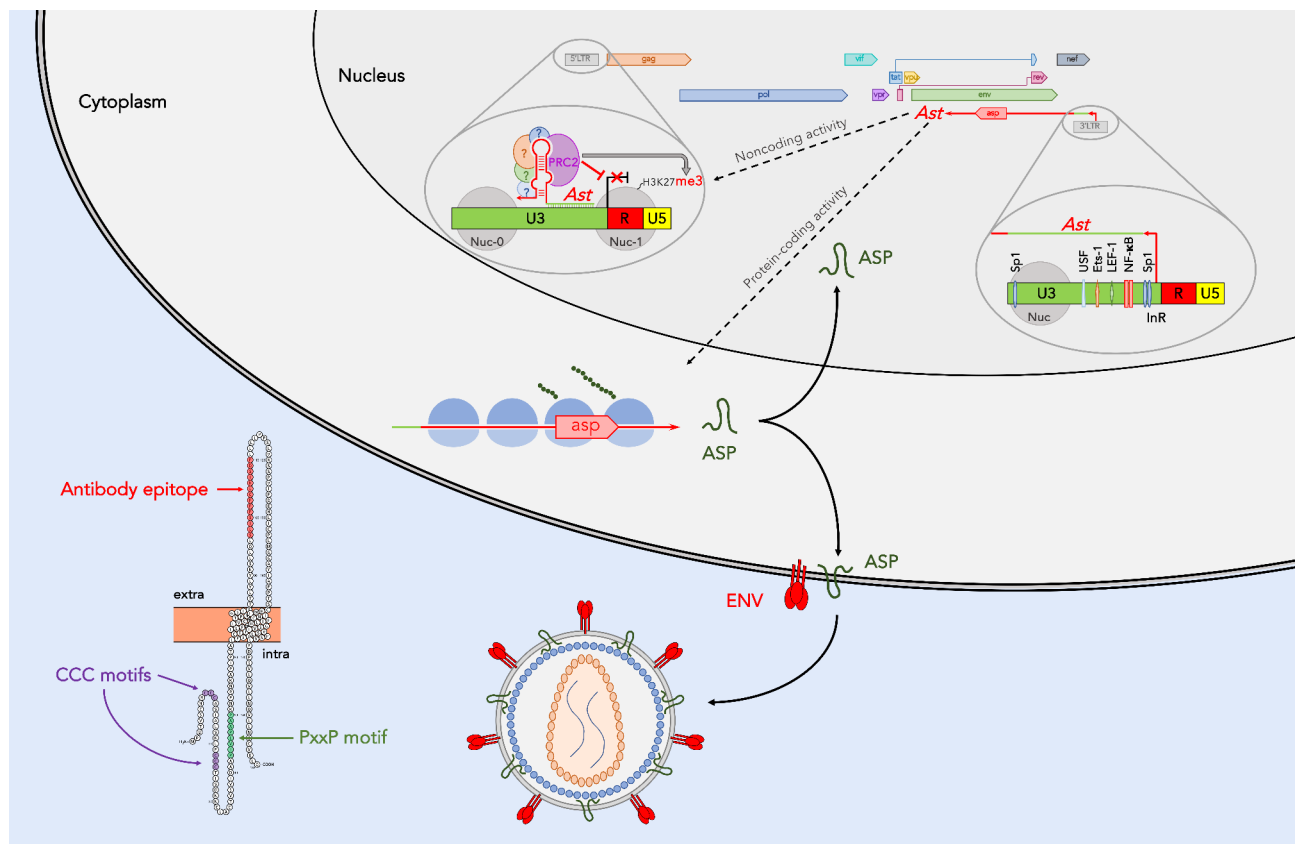 Cytoplasm
Nucleus
5'LTR
gag
vif
nef
tat
vpu
rev
pol
vpr
env
Ast
asp
3'LTR
Noncoding activity
Protein-coding activity
?
?
?
?
PRC2
H3K27me3
Ast
U3
R
U5
Nuc-0
Nuc-1
Ast
Sp1
USF
Ets-1
LEF-1
NF-κB
Sp1
U3
R
U5
Nuc
InR
ASP
asp
ASP
ASP
ENV
Antibody epitope
extra
intra
CCC motifs
PxxP motif